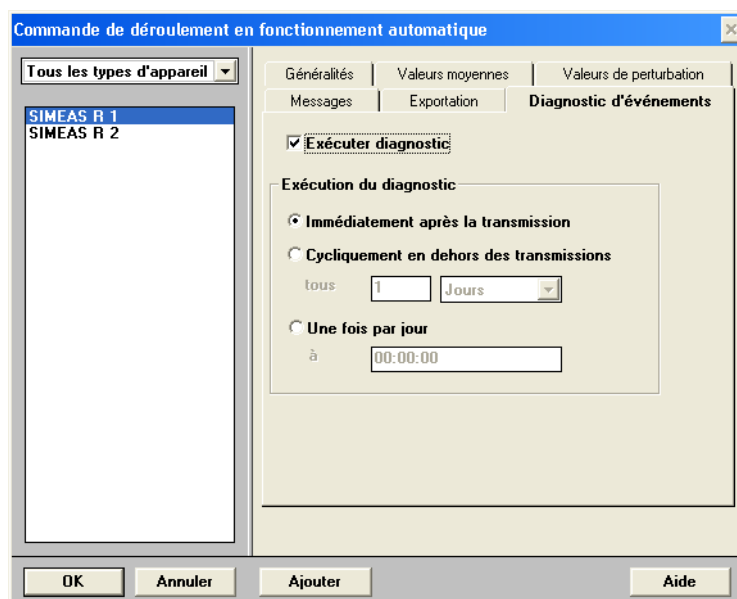 Commande de déroulement en fonctionnement automatique
Tous les types d'appareil
SIMEAS R 1
SIMEAS R 2
Généralités
Valeurs moyennes
Valeurs de perturbation
Messages
Exportation
Diagnostic d'événements
Exécuter diagnostic
Exécution du diagnostic
Immédiatement après la transmission
Cycliquement en dehors des transmissions
tous 1 Jours
Une fois par jour
à 00:00:00
OK
Annuler
Ajouter
Aide